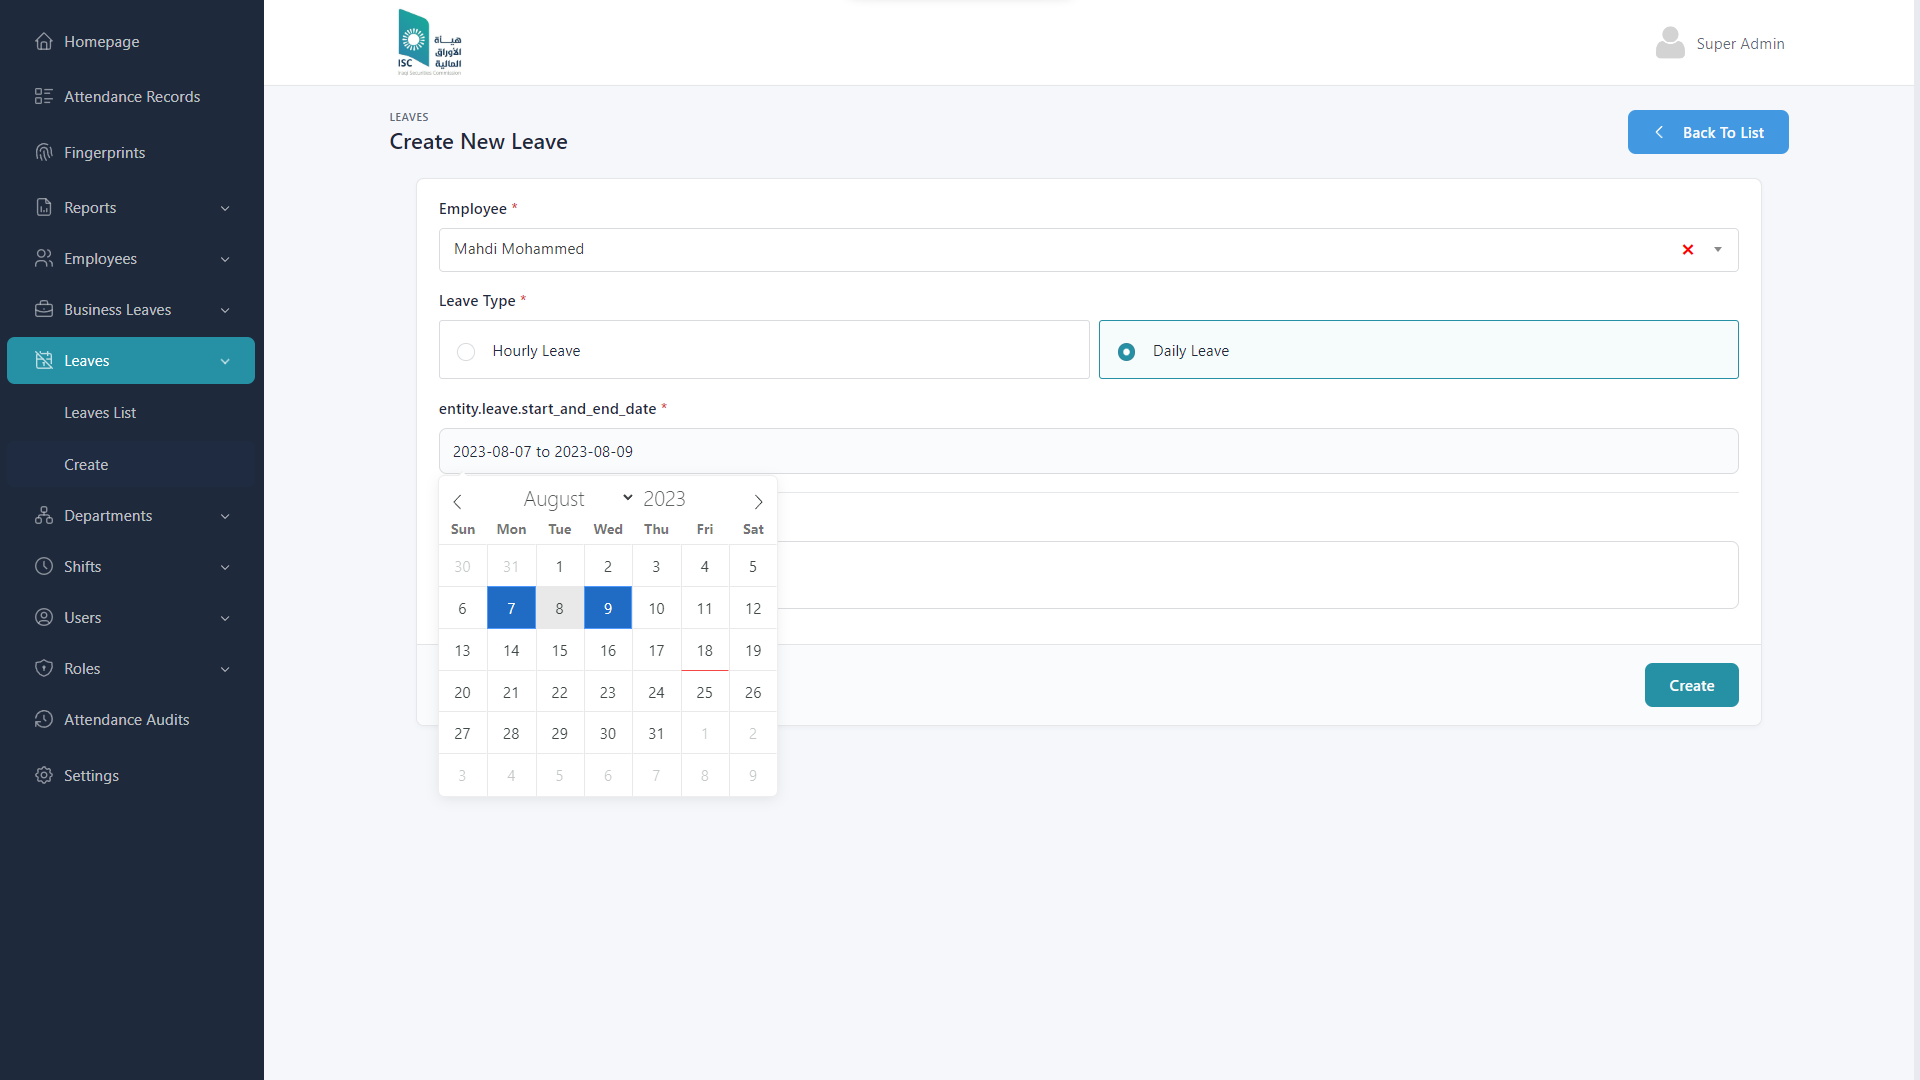 Homepage
Attendance Records
Fingerprints
Reports
Employees
Business Leaves
Leaves
Leaves List
Create
Departments
Shifts
Users
Roles
Attendance Audits
Settings
هيـأة
الأوراق
المالية
ISC
Iraqi Securities Commission
Super Admin
LEAVES
Create New Leave
Back To List
Employee *
Mahdi Mohammed
Leave Type *
Hourly Leave
Daily Leave
entity.leave.start_and_end_date *
2023-08-07 to 2023-08-09
August 2023
Sun Mon Tue Wed Thu Fri Sat
30 31 1 2 3 4 5
6 7 8 9 10 11 12
13 14 15 16 17 18 19
20 21 22 23 24 25 26
27 28 29 30 31 1 2
3 4 5 6 7 8 9
Create